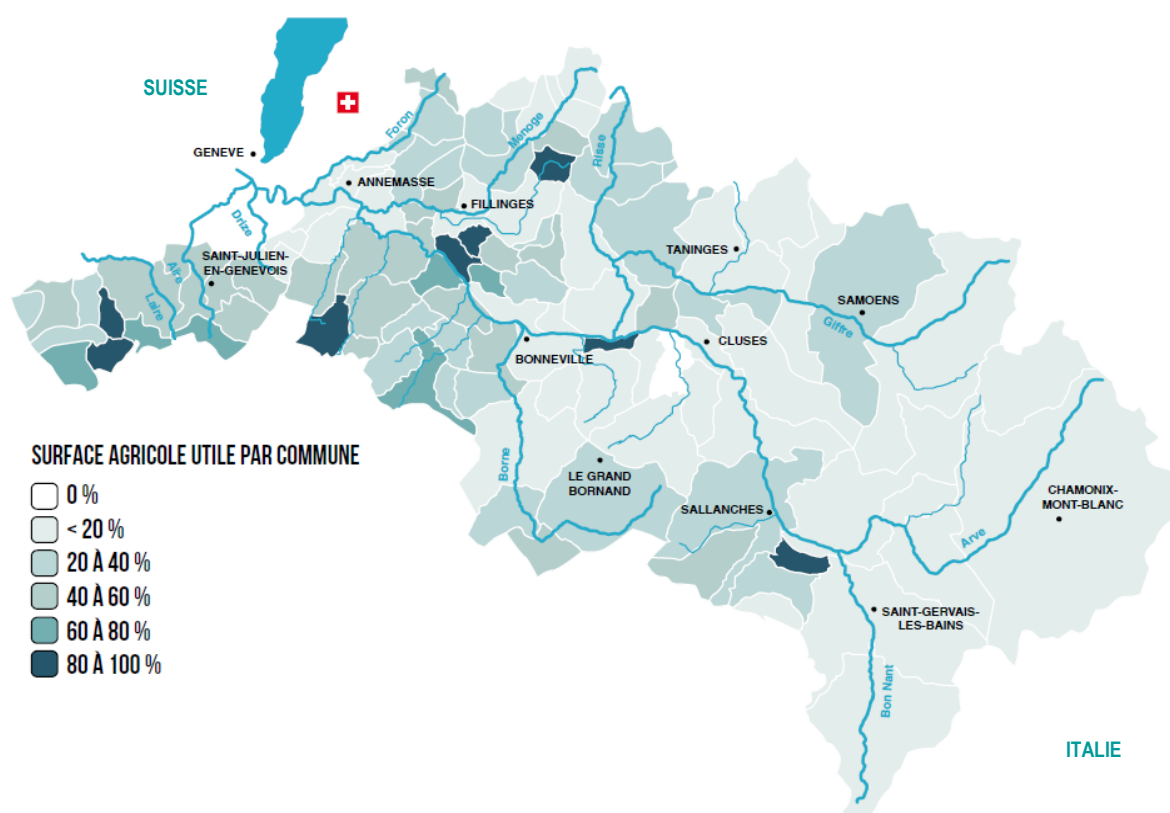 SUISSE
GENEVE
Foron
Menoge
Risse
ANNEMASSE
FILLINGES
Drize
SAINT-JULIEN-
EN-GENEVOIS
Aire
Laire
TANINGES
SAMOENS
Giffre
CLUSES
BONNEVILLE
SURFACE AGRICOLE UTILE PAR COMMUNE
0 %
< 20 %
20 À 40 %
40 À 60 %
60 À 80 %
80 À 100 %
Borne
LE GRAND
BORNAND
SALLANCHES
CHAMONIX-
MONT-BLANC
Arve
SAINT-GERVAIS-
LES-BAINS
Bon Nant
ITALIE